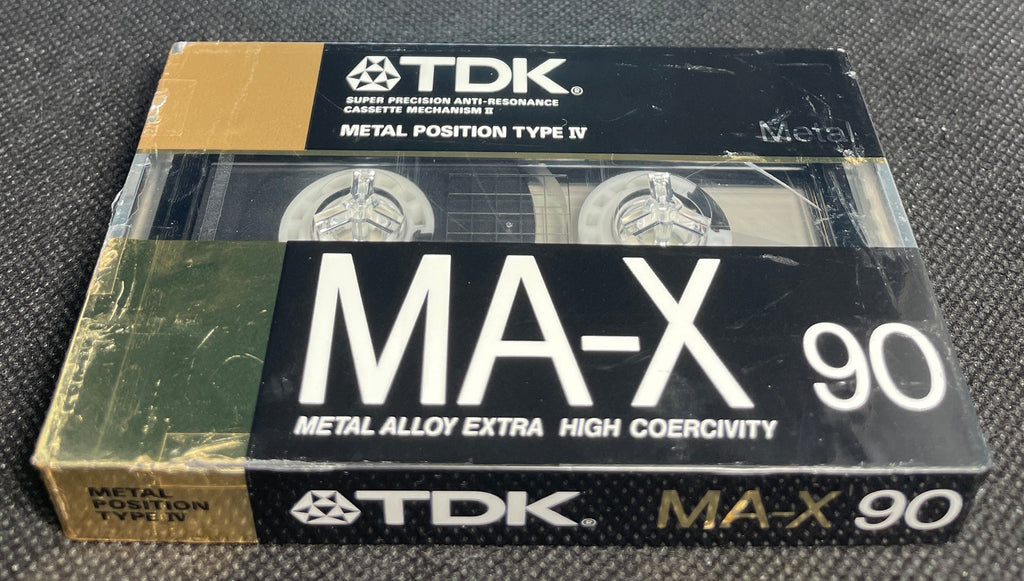 TDK®
SUPER PRECISION ANTI-RESONANCE
CASSETTE MECHANISM II
METAL POSITION TYPE IV
Metal
MA-X 90
METAL ALLOY EXTRA HIGH COERCIVITY
METAL
POSITION
TYPE IV
TDK® MA-X 90